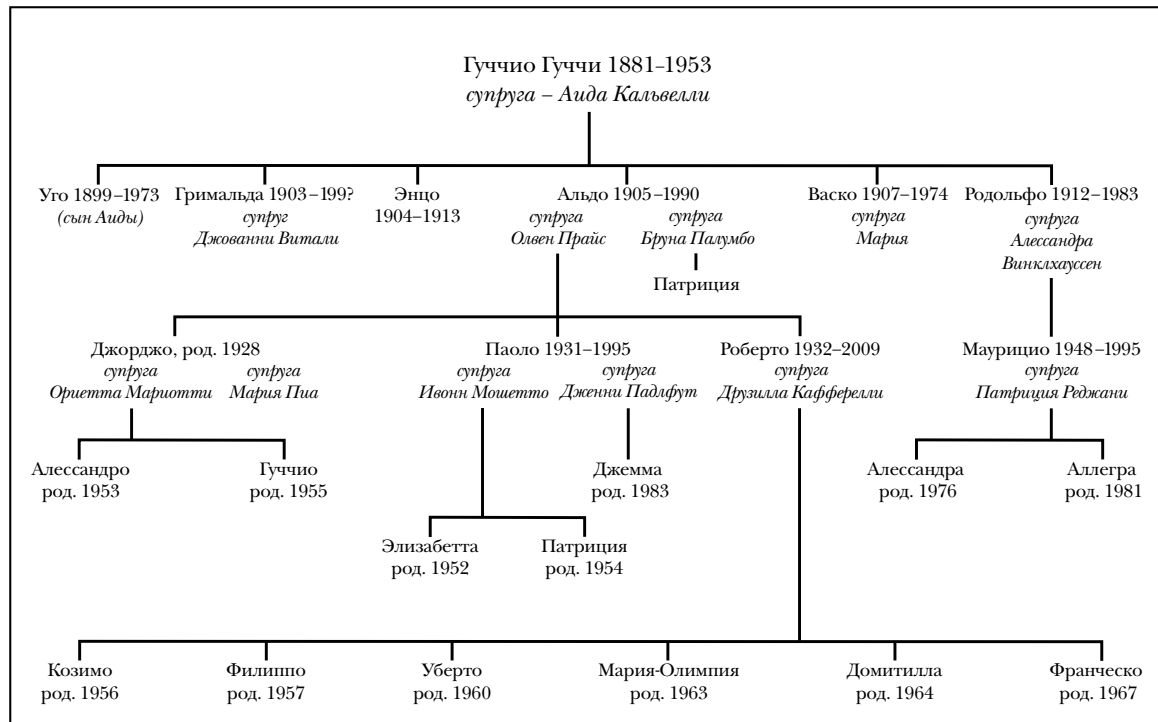 Гуччио Гуччи 1881–1953
супруга – Аида Кальвелли
Уго 1899–1973
(сын Аиды)
Гримальда 1903–199?
супруг
Джованни Витали
Энцо
1904–1913
Альдо 1905–1990
супруга
Олвен Прайс
супруга
Бруна Палумбо
Патриция
Васко 1907–1974
супруга
Мария
Родольфо 1912–1983
супруга
Алессандра
Винклхауссен
Джорджо, род. 1928
супруга
Ориетта Мариотти
супруга
Мария Пиа
Паоло 1931–1995
супруга
Ивонн Мошетто
супруга
Дженни Падлфут
Роберто 1932–2009
супруга
Друзилла Кафферелли
Маурицио 1948–1995
супруга
Патриция Реджани
Алессандро
род. 1953
Гуччио
род. 1955
Джемма
род. 1983
Алессандра
род. 1976
Аллегра
род. 1981
Элизабетта
род. 1952
Патриция
род. 1954
Козимо
род. 1956
Филиппо
род. 1957
Уберто
род. 1960
Мария-Олимпия
род. 1963
Домитилла
род. 1964
Франческо
род. 1967